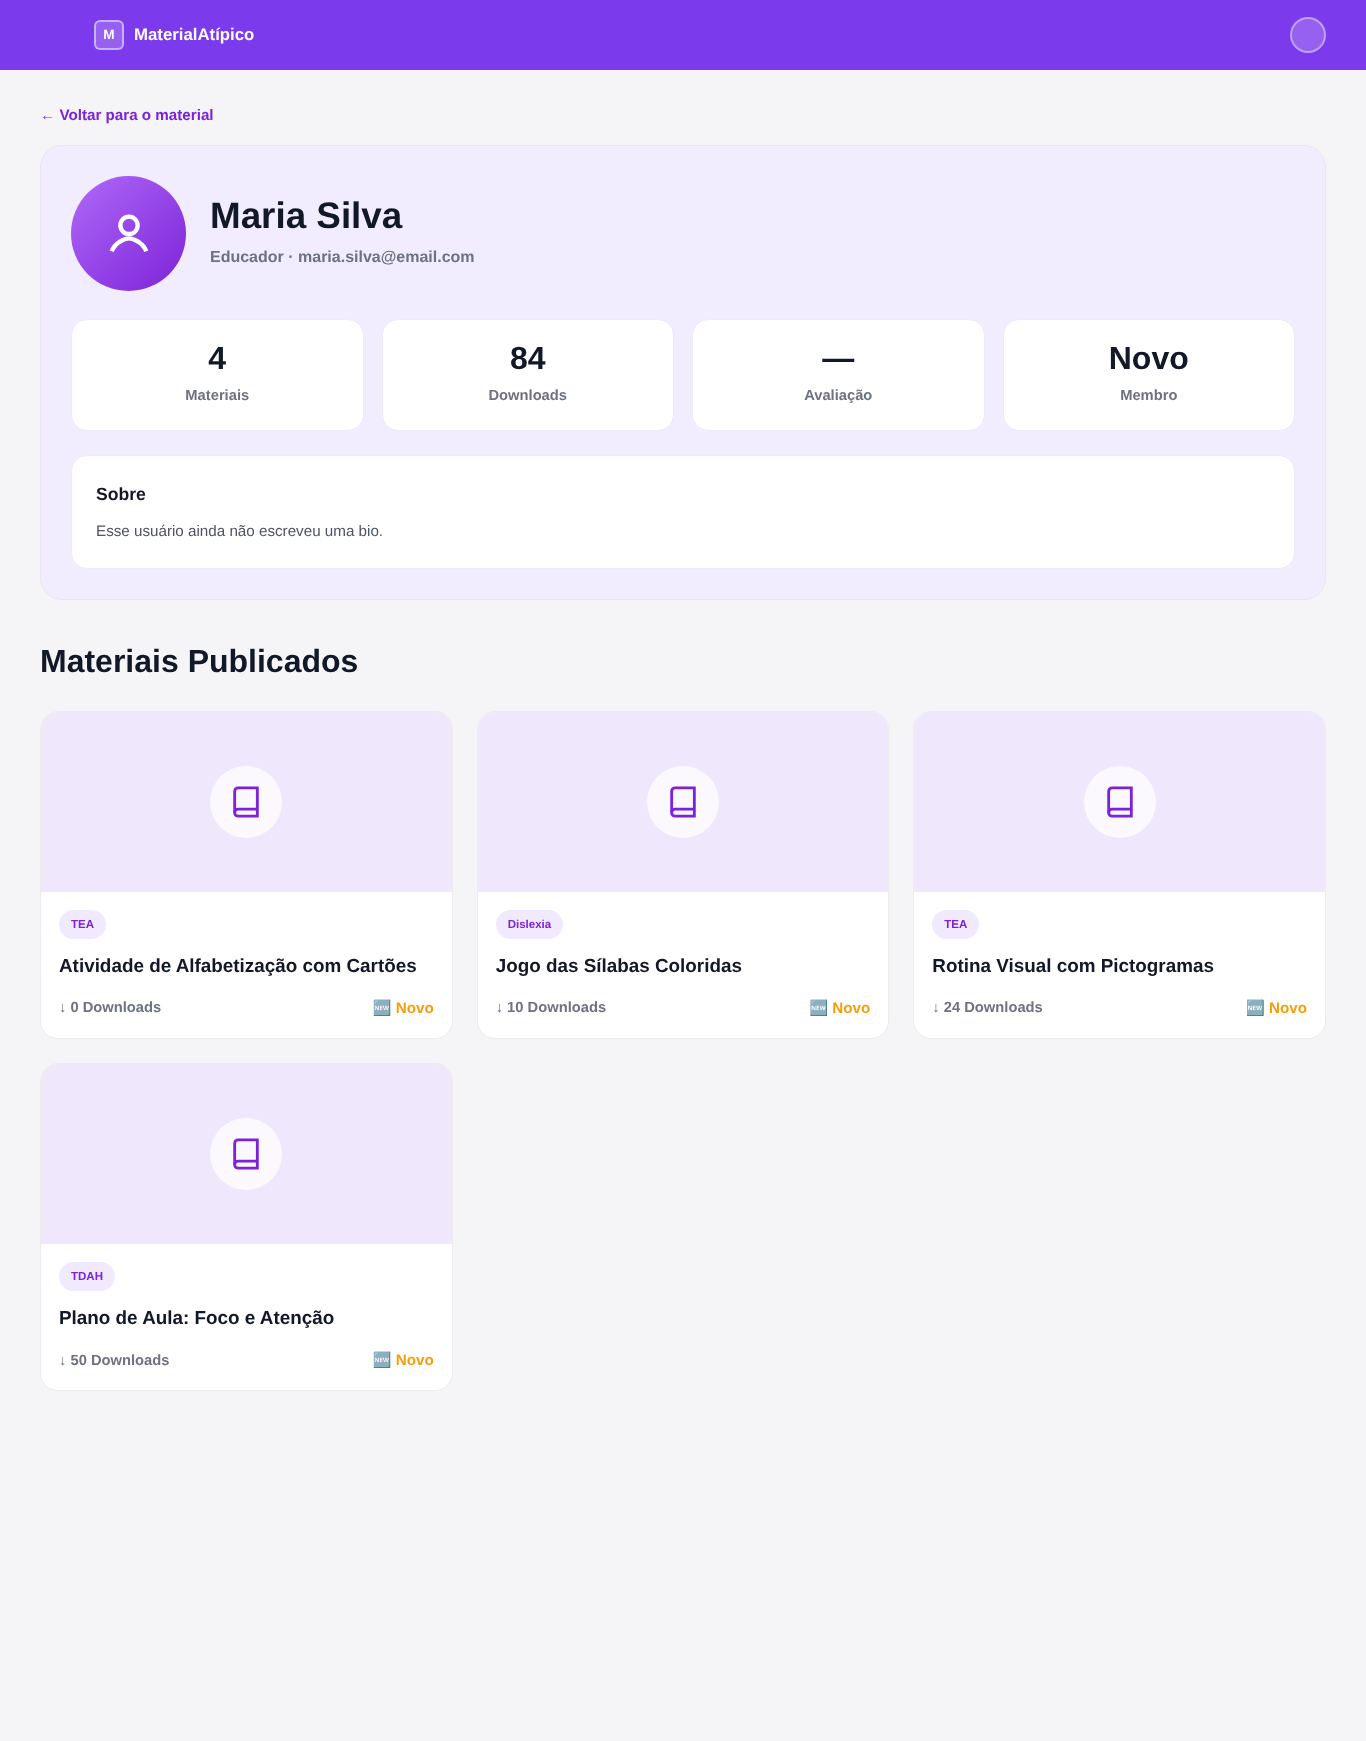 M MaterialAtípico
← Voltar para o material
Maria Silva
Educador · maria.silva@email.com
4
Materiais
84
Downloads
—
Avaliação
Novo
Membro
Sobre
Esse usuário ainda não escreveu uma bio.
Materiais Publicados
TEA
Atividade de Alfabetização com Cartões
↓ 0 Downloads 🆕 Novo
Dislexia
Jogo das Sílabas Coloridas
↓ 10 Downloads 🆕 Novo
TEA
Rotina Visual com Pictogramas
↓ 24 Downloads 🆕 Novo
TDAH
Plano de Aula: Foco e Atenção
↓ 50 Downloads 🆕 Novo